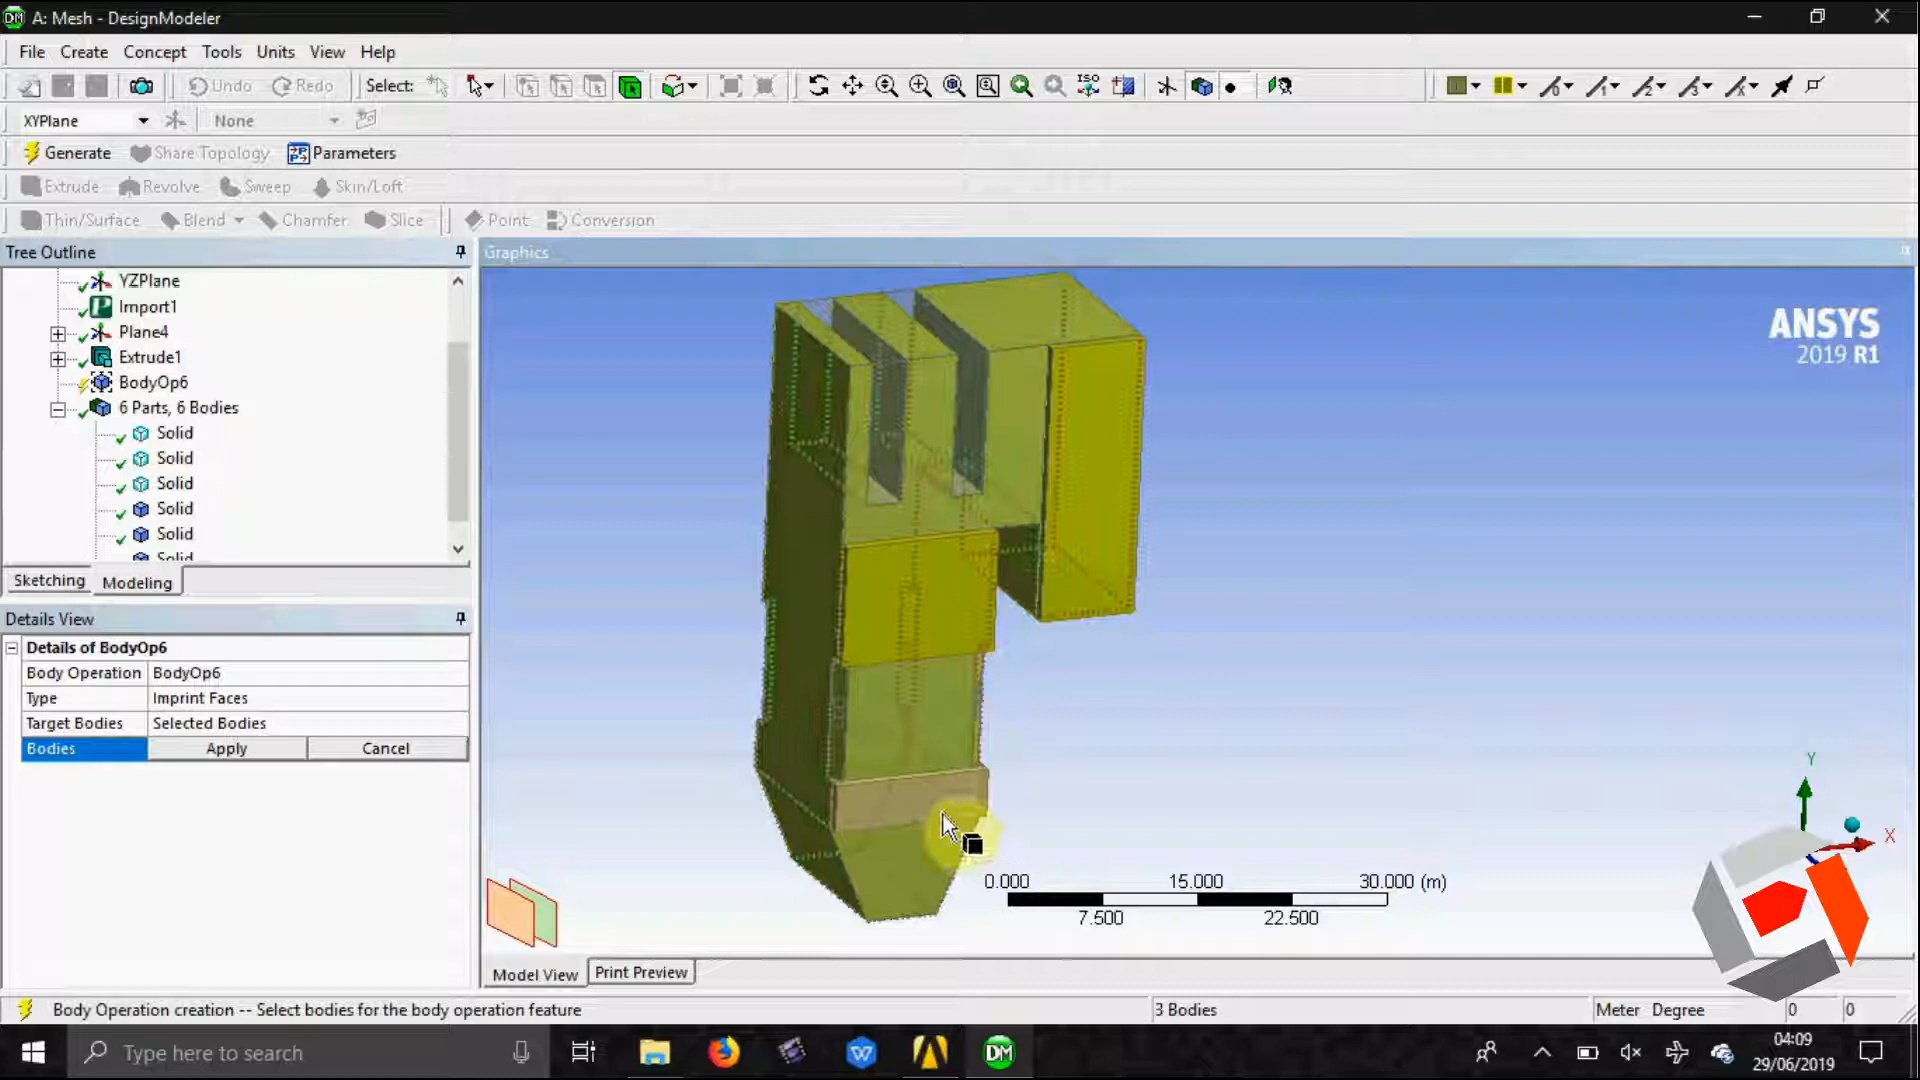 A: Mesh - DesignModeler
File Create Concept Tools Units View Help
Undo Redo Select: ISO
XYPlane None
Generate Share Topology Parameters
Extrude Revolve Sweep Skin/Loft
Thin/Surface Blend Chamfer Slice Point Conversion
Tree Outline
YZPlane
Import1
Plane4
Extrude1
BodyOp6
6 Parts, 6 Bodies
Solid
Solid
Solid
Solid
Solid
Solid
Sketching Modeling
Details View
Details of BodyOp6
Body Operation BodyOp6
Type Imprint Faces
Target Bodies Selected Bodies
Bodies Apply Cancel
Graphics
ANSYS
2019 R1
Y
X
0.000 15.000 30.000 (m)
7.500 22.500
Model View Print Preview
Body Operation creation -- Select bodies for the body operation feature 3 Bodies Meter Degree 0 0
Type here to search DM
04:09
29/06/2019